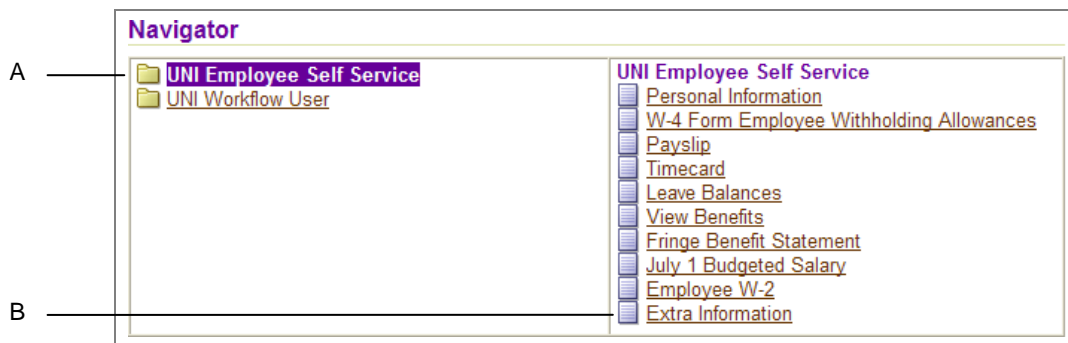 Navigator
A
UNI Employee Self Service
UNI Workflow User
UNI Employee Self Service
Personal Information
W-4 Form Employee Withholding Allowances
Payslip
Timecard
Leave Balances
View Benefits
Fringe Benefit Statement
July 1 Budgeted Salary
Employee W-2
B
Extra Information